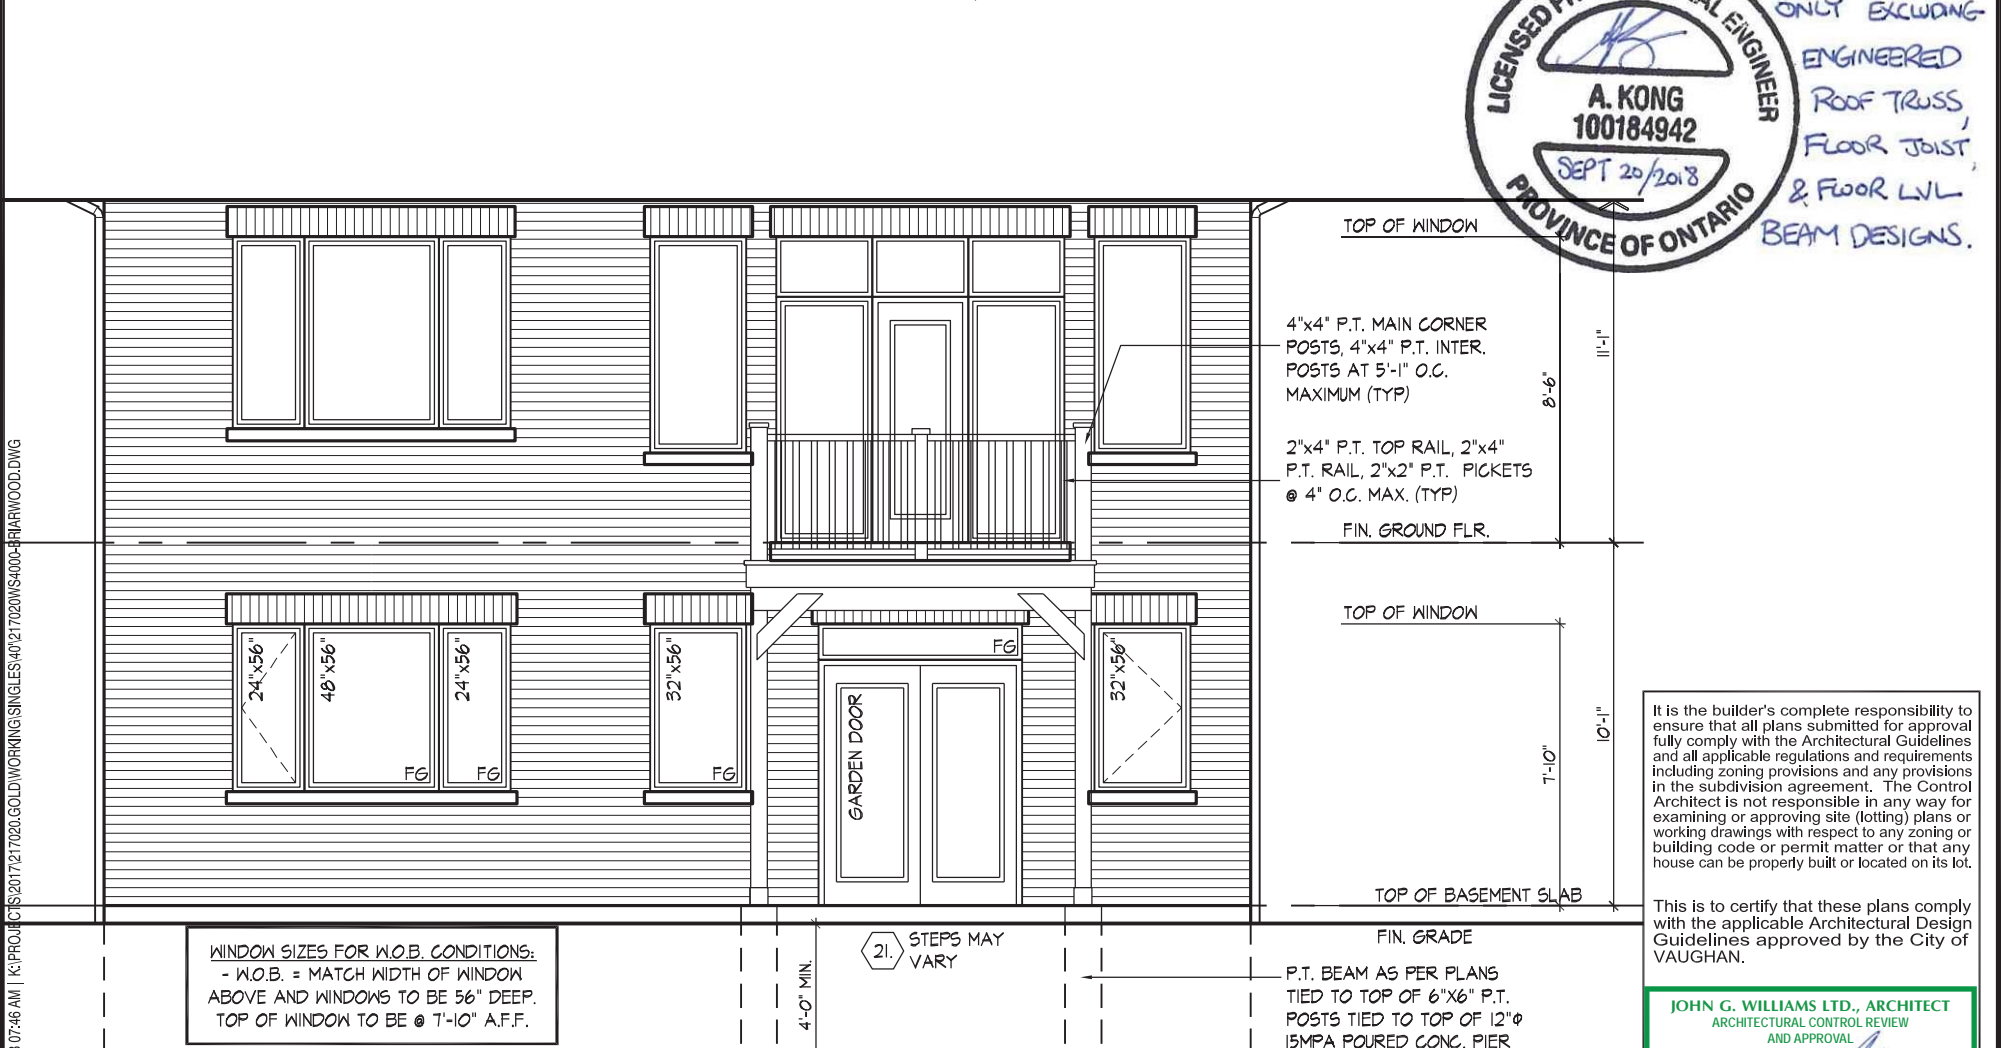 LICENSED PROFESSIONAL ENGINEER
A. KONG
100184942
SEPT 20/2018
PROVINCE OF ONTARIO
ONLY EXCLUDING
ENGINEERED
ROOF TRUSS,
FLOOR JOIST,
& FLOOR LVL
BEAM DESIGNS.
TOP OF WINDOW
4"x4" P.T. MAIN CORNER
POSTS, 4"x4" P.T. INTER.
POSTS AT 5'-1" O.C.
MAXIMUM (TYP)
2"x4" P.T. TOP RAIL, 2"x4"
P.T. RAIL, 2"x2" P.T. PICKETS
@ 4" O.C. MAX. (TYP)
FIN. GROUND FLR.
8'-6"
11'-1"
TOP OF WINDOW
7'-10"
10'-1"
TOP OF BASEMENT SLAB
FIN. GRADE
24"x56"
48"x56"
24"x56"
32"x56"
32"x56"
FG
FG
FG
FG
GARDEN DOOR
WINDOW SIZES FOR W.O.B. CONDITIONS:
- W.O.B. = MATCH WIDTH OF WINDOW
ABOVE AND WINDOWS TO BE 56" DEEP.
TOP OF WINDOW TO BE @ 7'-10" A.F.F.
4'-0" MIN.
21. STEPS MAY
VARY
P.T. BEAM AS PER PLANS
TIED TO TOP OF 6"X6" P.T.
POSTS TIED TO TOP OF 12"Φ
15MPA POURED CONC. PIER
It is the builder's complete responsibility to
ensure that all plans submitted for approval
fully comply with the Architectural Guidelines
and all applicable regulations and requirements
including zoning provisions and any provisions
in the subdivision agreement. The Control
Architect is not responsible in any way for
examining or approving site (lotting) plans or
working drawings with respect to any zoning or
building code or permit matter or that any
house can be properly built or located on its lot.
This is to certify that these plans comply
with the applicable Architectural Design
Guidelines approved by the City of
VAUGHAN.
JOHN G. WILLIAMS LTD., ARCHITECT
ARCHITECTURAL CONTROL REVIEW
AND APPROVAL
07:46 AM | K:\PROJECTS\2017\217020.GOLD\WORKING\SINGLES\40'\217020WS4000-BRIARWOOD.DWG